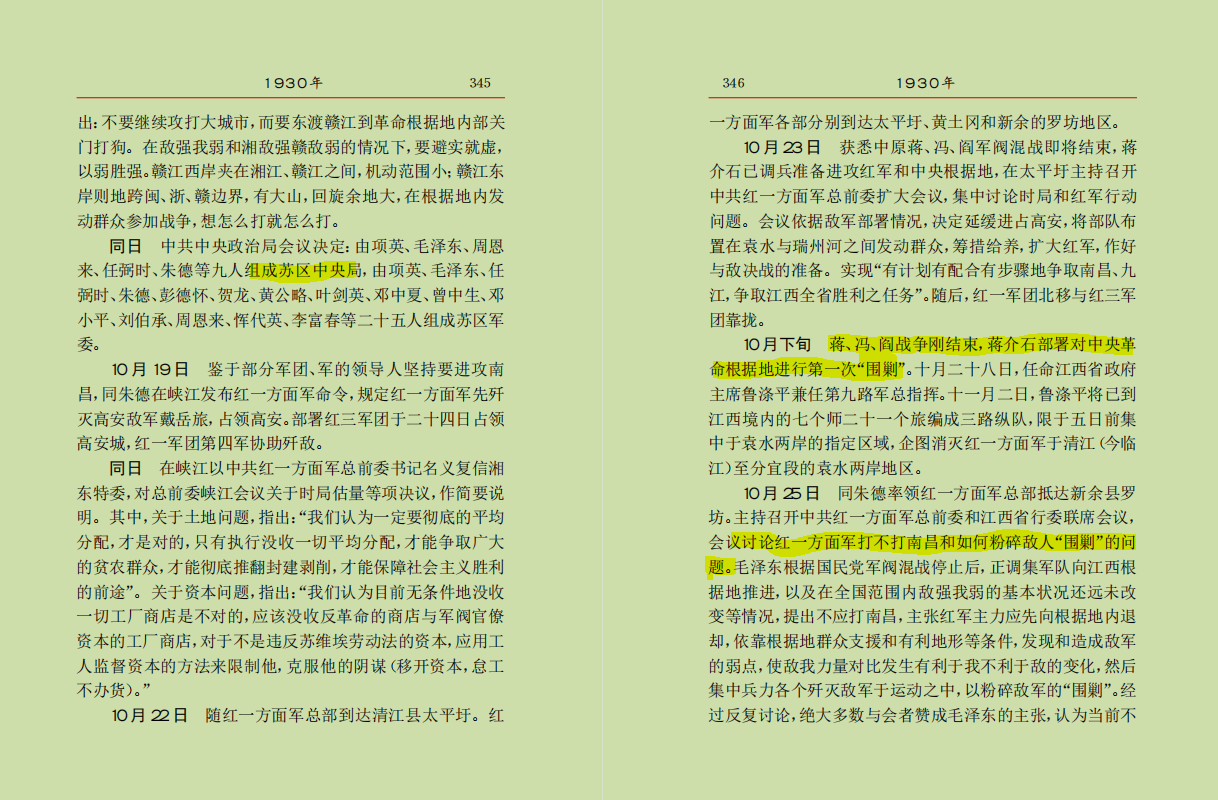 1930年
345
出：不要继续攻打大城市，而要东渡赣江到革命根据地内部关
门打狗。在敌强我弱和湘敌强赣敌弱的情况下，要避实就虚，
以弱胜强。赣江西岸夹在湘江、赣江之间，机动范围小；赣江东
岸则地跨闽、浙、赣边界，有大山，回旋余地大，在根据地内发
动群众参加战争，想怎么打就怎么打。
同日 中共中央政治局会议决定：由项英、毛泽东、周恩
来、任弼时、朱德等九人组成苏区中央局，由项英、毛泽东、任
弼时、朱德、彭德怀、贺龙、黄公略、叶剑英、邓中夏、曾中生、邓
小平、刘伯承、周恩来、恽代英、李富春等二十五人组成苏区军
委。
10月19日 鉴于部分军团、军的领导人坚持要进攻南
昌，同朱德在峡江发布红一方面军命令，规定红一方面军先歼
灭高安敌军戴岳旅，占领高安。部署红三军团于二十四日占领
高安城，红一军团第四军协助歼敌。
同日 在峡江以中共红一方面军总前委书记名义复信湘
东特委，对总前委峡江会议关于时局估量等项决议，作简要说
明。其中，关于土地问题，指出：“我们认为一定要彻底的平均
分配，才是对的，只有执行没收一切平均分配，才能争取广大
的贫农群众，才能彻底推翻封建剥削，才能保障社会主义胜利
的前途”。关于资本问题，指出：“我们认为目前无条件地没收
一切工厂商店是不对的，应该没收反革命的商店与军阀官僚
资本的工厂商店，对于不是违反苏维埃劳动法的资本，应用工
人监督资本的方法来限制他，克服他的阴谋（移开资本，怠工
不办货）。”
10月22日 随红一方面军总部到达清江县太平圩。红
346
1930年
一方面军各部分别到达太平圩、黄土冈和新余的罗坊地区。
10月23日 获悉中原蒋、冯、阎军阀混战即将结束，蒋
介石已调兵准备进攻红军和中央根据地，在太平圩主持召开
中共红一方面军总前委扩大会议，集中讨论时局和红军行动
问题。会议依据敌军部署情况，决定延缓进占高安，将部队布
置在袁水与瑞州河之间发动群众，筹措给养，扩大红军，作好
与敌决战的准备。实现“有计划有配合有步骤地争取南昌、九
江，争取江西全省胜利之任务”。随后，红一军团北移与红三军
团靠拢。
10月下旬 蒋、冯、阎战争刚结束，蒋介石部署对中央革
命根据地进行第一次“围剿”。十月二十八日，任命江西省政府
主席鲁涤平兼任第九路军总指挥。十一月二日，鲁涤平将已到
江西境内的七个师二十一个旅编成三路纵队，限于五日前集
中于袁水两岸的指定区域，企图消灭红一方面军于清江（今临
江）至分宜段的袁水两岸地区。
10月25日 同朱德率领红一方面军总部抵达新余县罗
坊。主持召开中共红一方面军总前委和江西省行委联席会议，
会议讨论红一方面军打不打南昌和如何粉碎敌人“围剿”的问
题。毛泽东根据国民党军阀混战停止后，正调集军队向江西根
据地推进，以及在全国范围内敌强我弱的基本状况还远未改
变等情况，提出不应打南昌，主张红军主力应先向根据地内退
却，依靠根据地群众支援和有利地形等条件，发现和造成敌军
的弱点，使敌我力量对比发生有利于我不利于敌的变化，然后
集中兵力各个歼灭敌军于运动之中，以粉碎敌军的“围剿”。经
过反复讨论，绝大多数与会者赞成毛泽东的主张，认为当前不